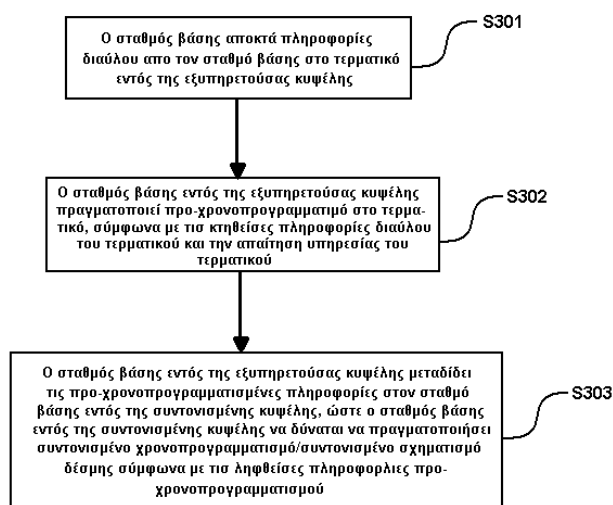 Ο σταθμός βάσης αποκτά πληροφορίες
διαύλου απο τον σταθμό βάσης στο τερματικό
εντός της εξυπηρετούσας κυψέλης
S301
Ο σταθμός βάσης εντός της εξυπηρετούσας κυψέλης
πραγματοποιεί προ-χρονοπρογραμματιμό στο τερμα-
τικό, σύμφωνα με τισ κτηθείσες πληροφορίες διαύλου
του τερματικού και την απαίτηση υπηρεσίας του
τερματικού
S302
Ο σταθμός βάσης εντός της εξυπηρετούσας κυψέλης μεταδίδει
τις προ-χρονοπρογραμματισμένες πληροφορίες στον σταθμό
βάσης εντός της συντονισμένης κυψέλης, ώστε ο σταθμός βάσης
εντός της συντονισμένης κυψέλης να δύναται να πραγματοποιήσει
συντονισμένο χρονοπρογραμματισμό/συντονισμένο σχηματισμό
δέσμης σύμφωνα με τισ ληφθείσες πληροφορλιες προ-
χρονοπρογραμματισμού
S303